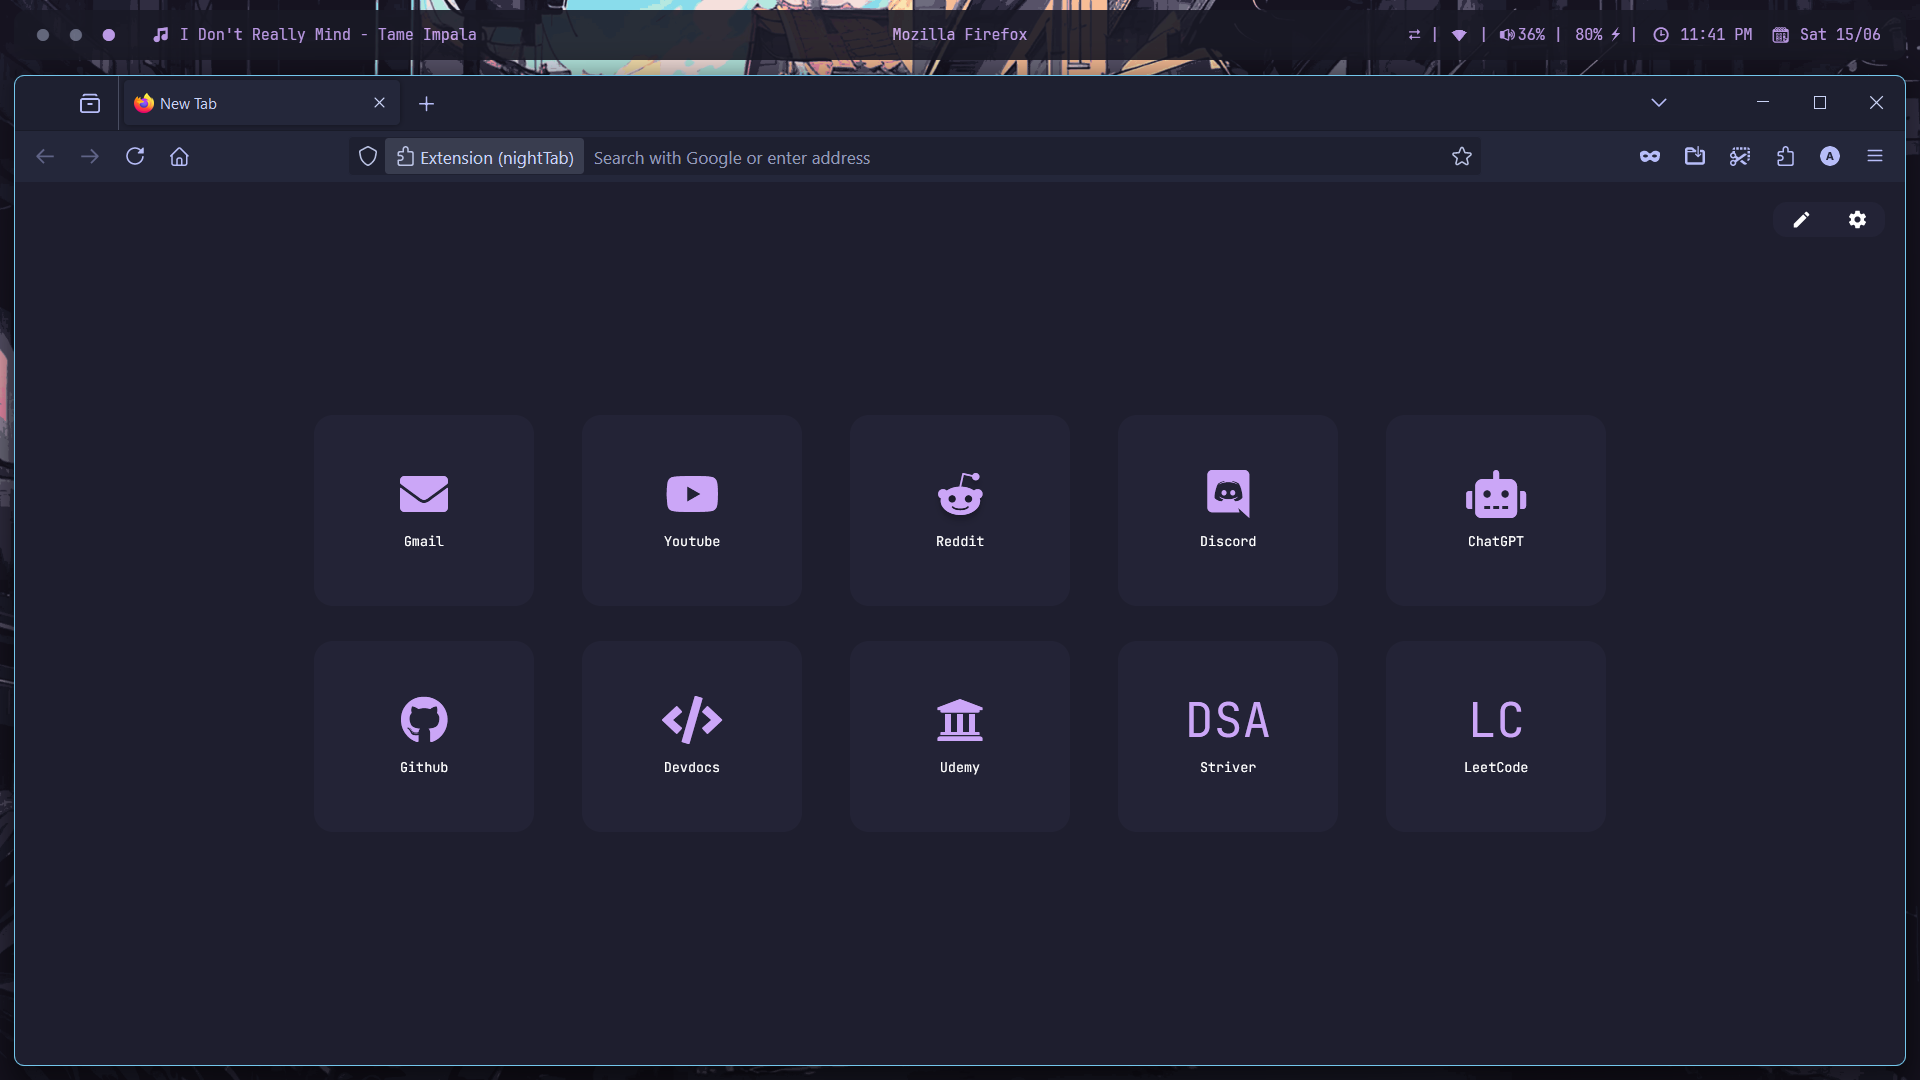 I Don't Really Mind - Tame Impala
Mozilla Firefox
| | 36% | 80% | 11:41 PM Sat 15/06
New Tab
Extension (nightTab) Search with Google or enter address
A
Gmail Youtube Reddit Discord ChatGPT
DSA LC
Github Devdocs Udemy Striver LeetCode